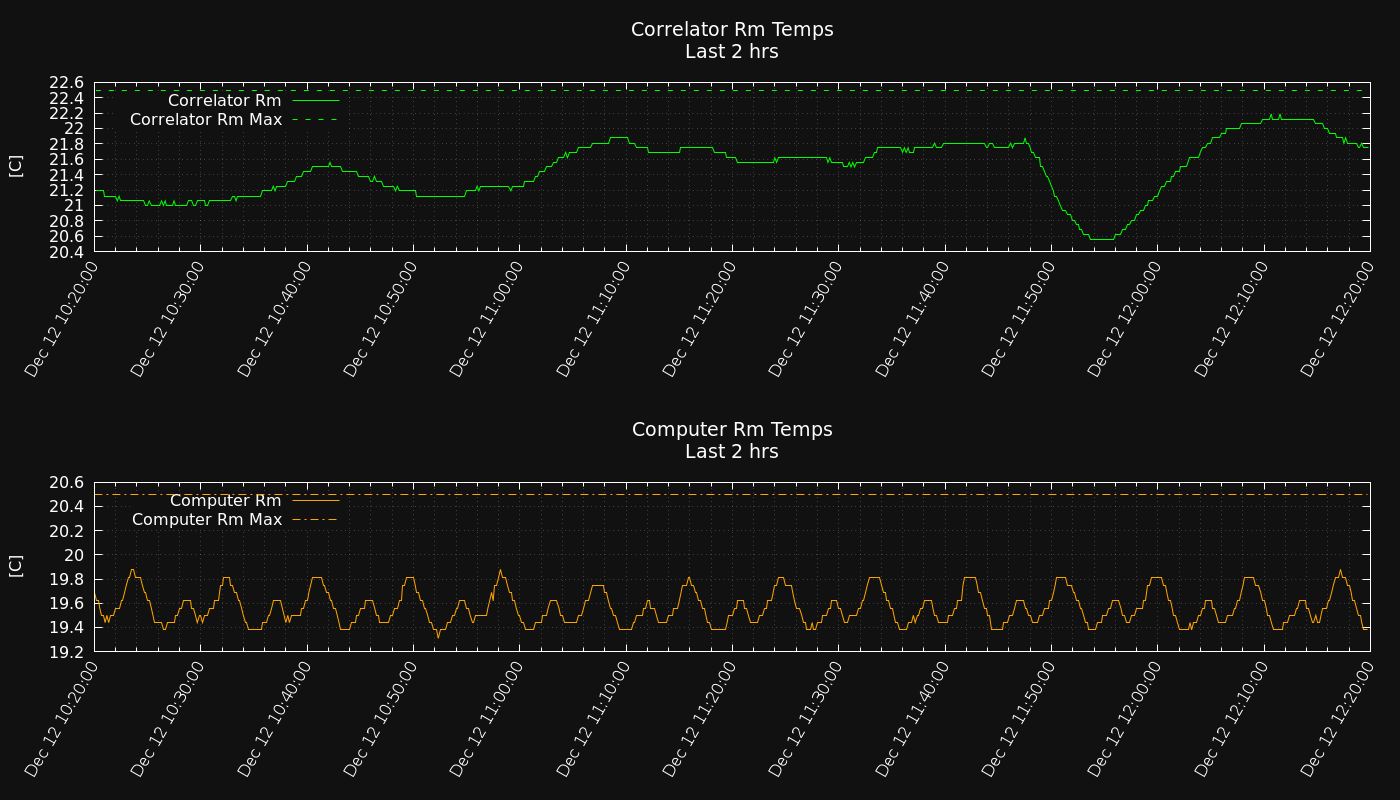 Correlator Rm Temps
Last 2 hrs
22.6
22.4
22.2
22
21.8
21.6
21.4
21.2
21
20.8
20.6
20.4
[C]
Correlator Rm
Correlator Rm Max
Dec 12 10:20:00
Dec 12 10:30:00
Dec 12 10:40:00
Dec 12 10:50:00
Dec 12 11:00:00
Dec 12 11:10:00
Dec 12 11:20:00
Dec 12 11:30:00
Dec 12 11:40:00
Dec 12 11:50:00
Dec 12 12:00:00
Dec 12 12:10:00
Dec 12 12:20:00
Computer Rm Temps
Last 2 hrs
20.6
20.4
20.2
20
19.8
19.6
19.4
19.2
[C]
Computer Rm
Computer Rm Max
Dec 12 10:20:00
Dec 12 10:30:00
Dec 12 10:40:00
Dec 12 10:50:00
Dec 12 11:00:00
Dec 12 11:10:00
Dec 12 11:20:00
Dec 12 11:30:00
Dec 12 11:40:00
Dec 12 11:50:00
Dec 12 12:00:00
Dec 12 12:10:00
Dec 12 12:20:00